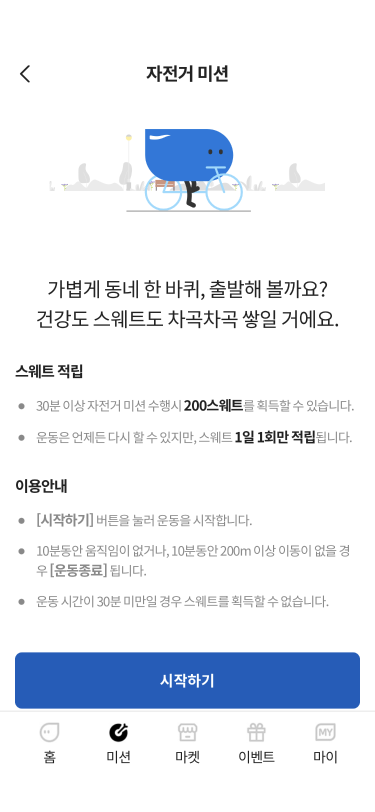 자전거 미션
가볍게 동네 한 바퀴, 출발해 볼까요?
건강도 스웨트도 차곡차곡 쌓일 거에요.
스웨트 적립
● 30분 이상 자전거 미션 수행시 200스웨트를 획득할 수 있습니다.
● 운동은 언제든 다시 할 수 있지만, 스웨트 1일 1회만 적립됩니다.
이용안내
● [시작하기] 버튼을 눌러 운동을 시작합니다.
● 10분동안 움직임이 없거나, 10분동안 200m 이상 이동이 없을 경
우 [운동종료] 됩니다.
● 운동 시간이 30분 미만일 경우 스웨트를 획득할 수 없습니다.
시작하기
MY
홈 미션 마켓 이벤트 마이